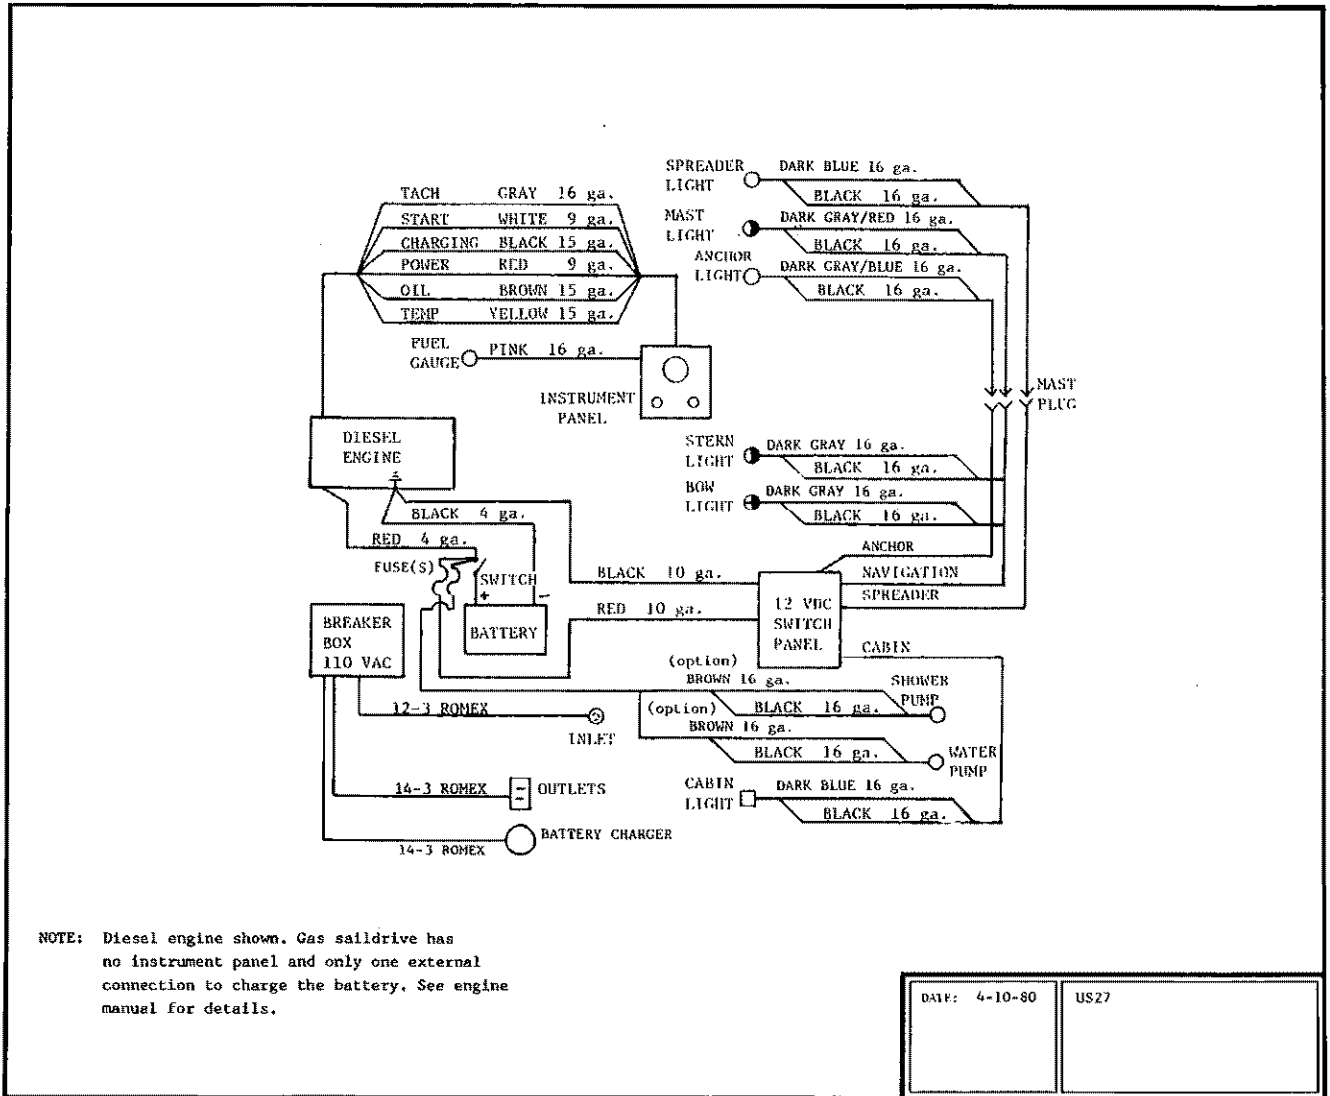 TACH GRAY 16 ga.
START WHITE 9 ga.
CHARGING BLACK 15 ga.
POWER RED 9 ga.
OIL BROWN 15 ga.
TEMP YELLOW 15 ga.
FUEL
GAUGE
PINK 16 ga.
INSTRUMENT
PANEL
SPREADER
LIGHT
DARK BLUE 16 ga.
BLACK 16 ga.
MAST
LIGHT
DARK GRAY/RED 16 ga.
BLACK 16 ga.
ANCHOR
LIGHT
DARK GRAY/BLUE 16 ga.
BLACK 16 ga.
MAST
PLUG
DIESEL
ENGINE
STERN
LIGHT
DARK GRAY 16 ga.
BLACK 16 ga.
BOW
LIGHT
DARK GRAY 16 ga.
BLACK 16 ga.
BLACK 4 ga.
RED 4 ga.
FUSE(S)
SWITCH
+ -
BATTERY
BLACK 10 ga.
RED 10 ga.
12 VDC
SWITCH
PANEL
ANCHOR
NAVIGATION
SPREADER
CABIN
BREAKER
BOX
110 VAC
(option)
BROWN 16 ga.
BLACK 16 ga.
SHOWER
PUMP
(option)
BROWN 16 ga.
BLACK 16 ga.
WATER
PUMP
12-3 ROMEX
INLET
14-3 ROMEX
OUTLETS
CABIN
LIGHT
DARK BLUE 16 ga.
BLACK 16 ga.
14-3 ROMEX
BATTERY CHARGER
NOTE: Diesel engine shown. Gas saildrive has
no instrument panel and only one external
connection to charge the battery. See engine
manual for details.
DATE: 4-10-80
US27